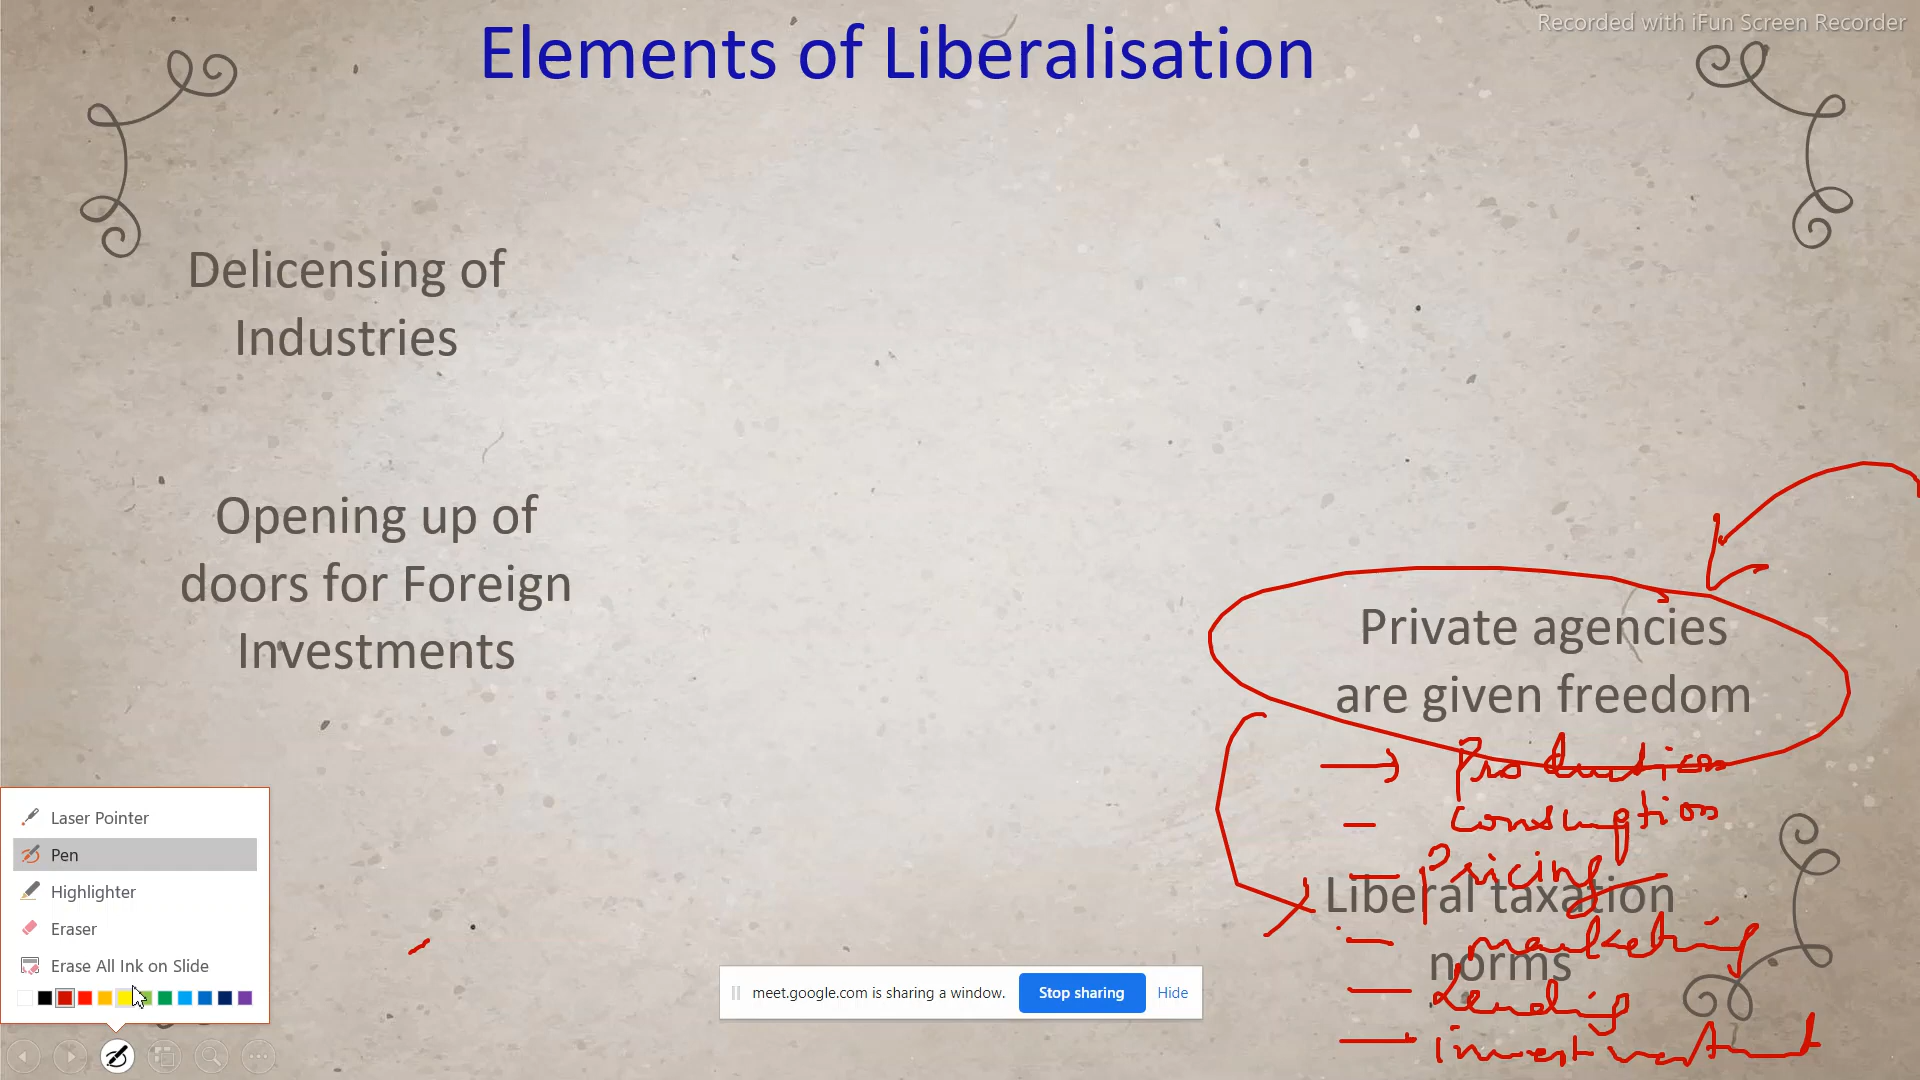 Recorded with iFun Screen Recorder
Elements of Liberalisation
Delicensing of
Industries
Opening up of
doors for Foreign
Investments
Private agencies
are given freedom
→ Production
– Consumption
– Pricing
Liberal taxation
– marketing
norms
– Lending
– investment
Laser Pointer
Pen
Highlighter
Eraser
Erase All Ink on Slide
meet.google.com is sharing a window.
Stop sharing
Hide